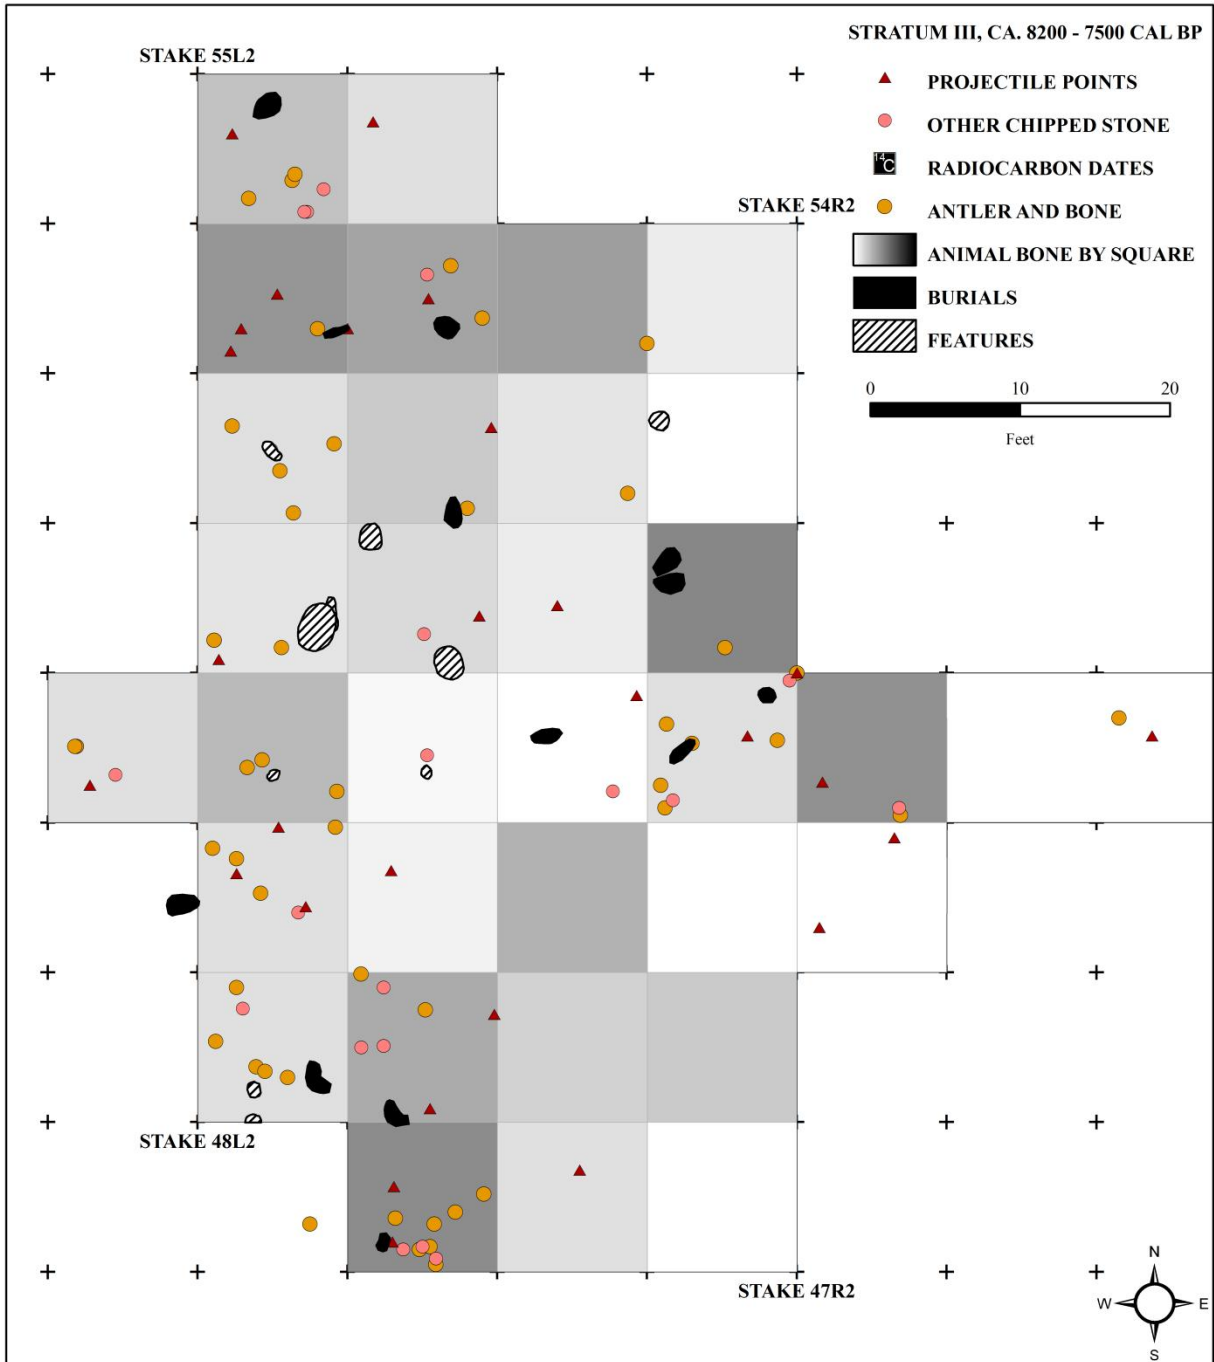 STRATUM III, CA. 8200 - 7500 CAL BP
STAKE 55L2
PROJECTILE POINTS
OTHER CHIPPED STONE
14C
RADIOCARBON DATES
STAKE 54R2
ANTLER AND BONE
ANIMAL BONE BY SQUARE
BURIALS
FEATURES
0 10 20
Feet
STAKE 48L2
STAKE 47R2
N
W E
S